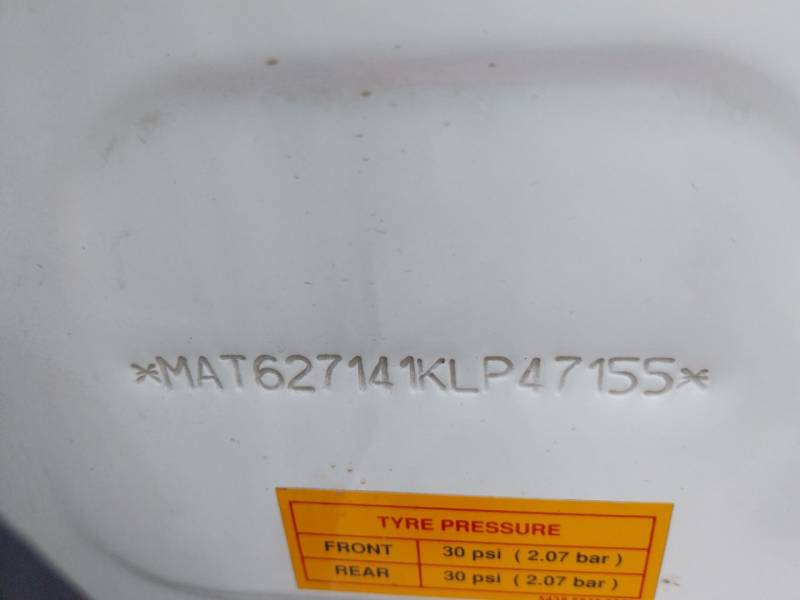 *MAT627141KLP47155*
TYRE PRESSURE
FRONT 30 psi ( 2.07 bar )
REAR 30 psi ( 2.07 bar )